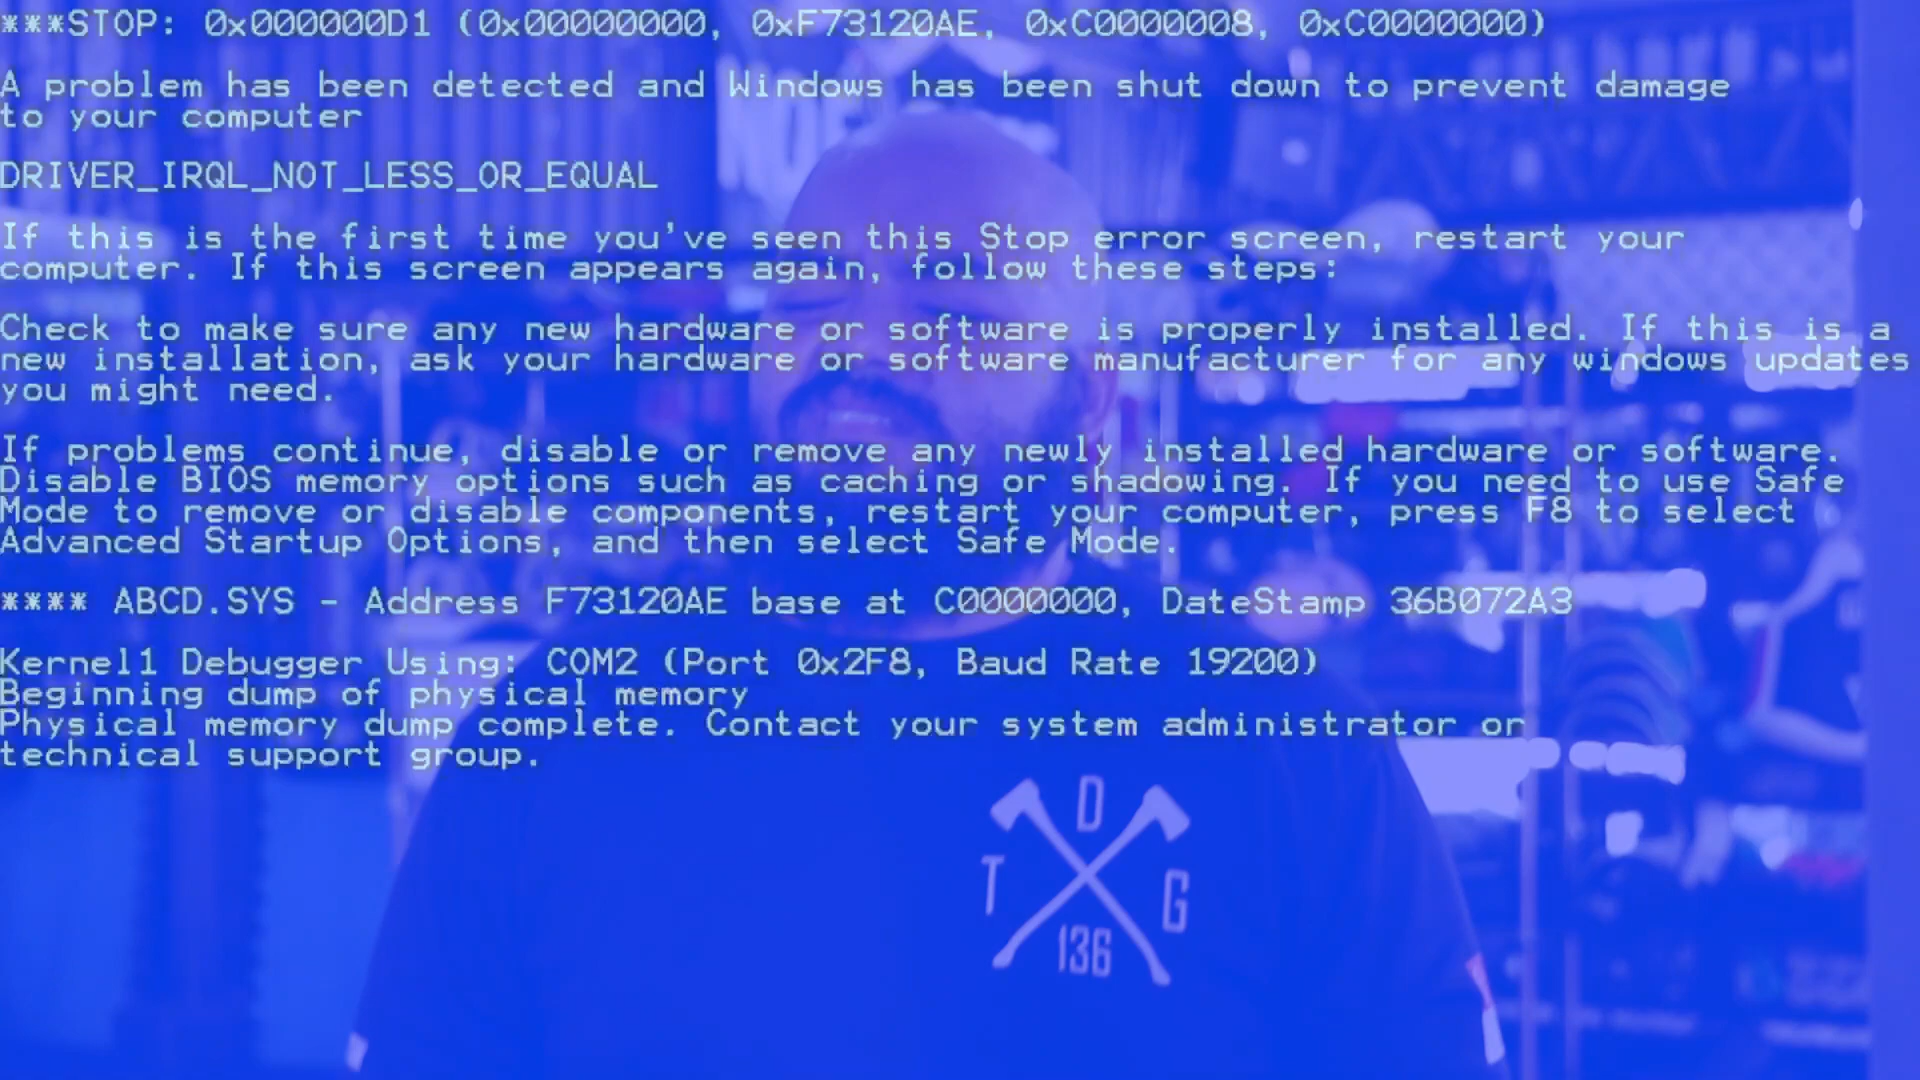 ***STOP: 0x000000D1 (0x00000000, 0xF73120AE, 0xC0000008, 0xC0000000)
A problem has been detected and Windows has been shut down to prevent damage
to your computer
DRIVER_IRQL_NOT_LESS_OR_EQUAL
If this is the first time you've seen this Stop error screen, restart your
computer. If this screen appears again, follow these steps:
Check to make sure any new hardware or software is properly installed. If this is a
new installation, ask your hardware or software manufacturer for any windows updates
you might need.
If problems continue, disable or remove any newly installed hardware or software.
Disable BIOS memory options such as caching or shadowing. If you need to use Safe
Mode to remove or disable components, restart your computer, press F8 to select
Advanced Startup Options, and then select Safe Mode.
**** ABCD.SYS - Address F73120AE base at C0000000, DateStamp 36B072A3
Kernel1 Debugger Using: COM2 (Port 0x2F8, Baud Rate 19200)
Beginning dump of physical memory
Physical memory dump complete. Contact your system administrator or
technical support group.
D
T G
136